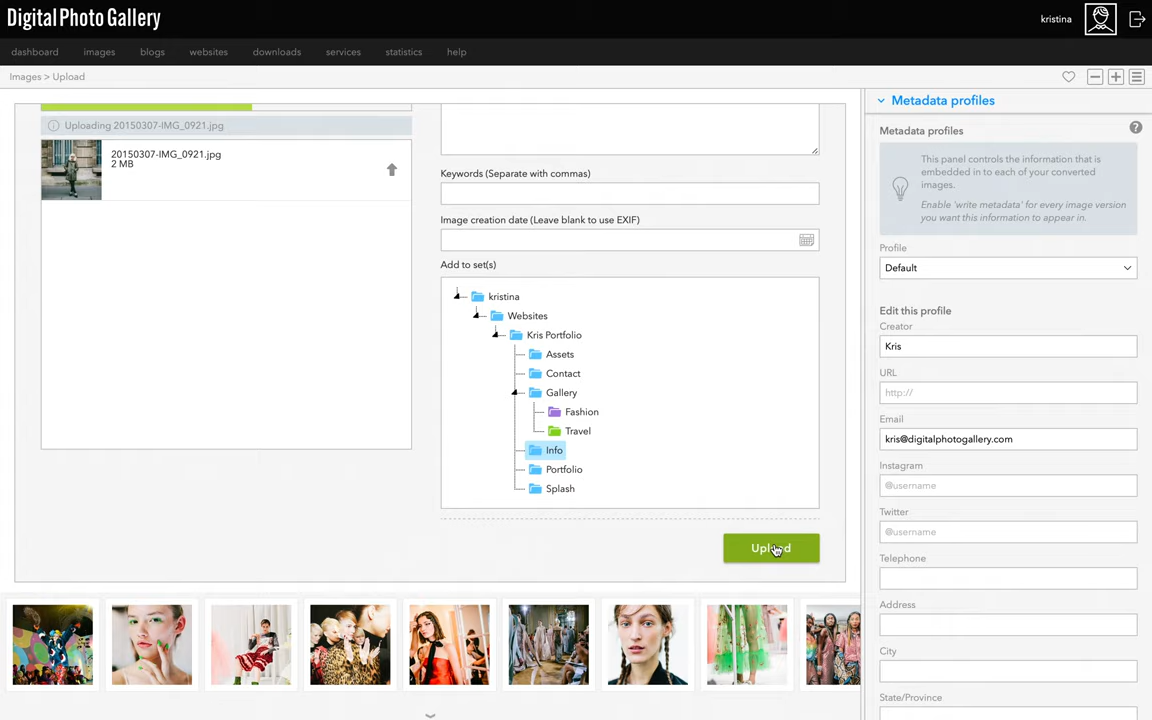 Digital Photo Gallery
kristina
dashboard images blogs websites downloads services statistics help
Images > Upload
Uploading 20150307-IMG_0921.jpg
20150307-IMG_0921.jpg
2 MB
Keywords (Separate with commas)
Image creation date (Leave blank to use EXIF)
Add to set(s)
kristina
Websites
Kris Portfolio
Assets
Contact
Gallery
Fashion
Travel
Info
Portfolio
Splash
Upload
Metadata profiles
Metadata profiles
?
This panel controls the information that is
embedded in to each of your converted
images.
Enable 'write metadata' for every image version
you want this information to appear in.
Profile
Default
Edit this profile
Creator
Kris
URL
http://
Email
kris@digitalphotogallery.com
Instagram
@username
Twitter
@username
Telephone
Address
City
State/Province